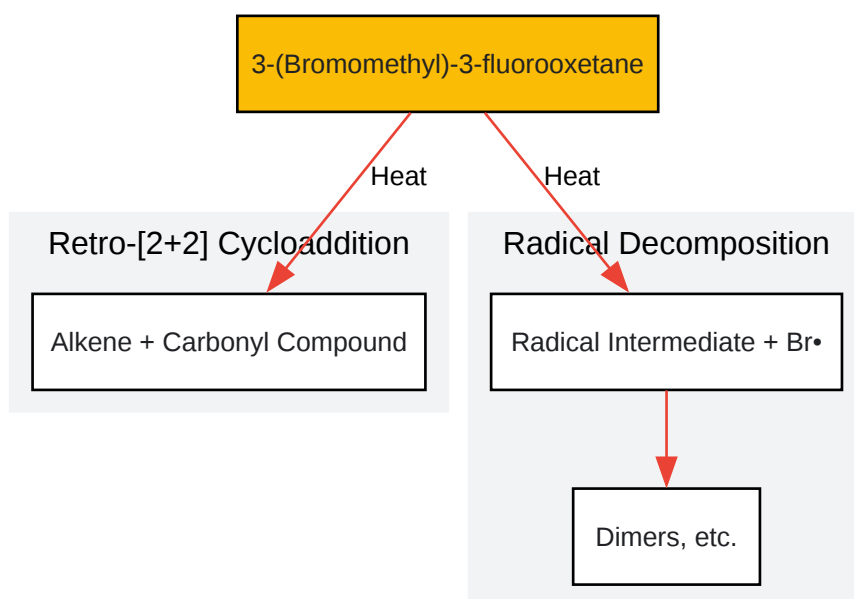 3-(Bromomethyl)-3-fluorooxetane
Heat
Heat
Retro-[2+2] Cycloaddition
Radical Decomposition
Alkene + Carbonyl Compound
Radical Intermediate + Br•
Dimers, etc.